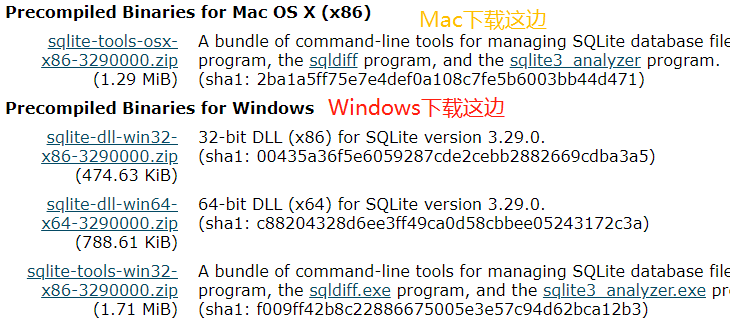 Precompiled Binaries for Mac OS X (x86) Mac下载这边
sqlite-tools-osx- A bundle of command-line tools for managing SQLite database file
x86-3290000.zip program, the sqldiff program, and the sqlite3_analyzer program.
(1.29 MiB) (sha1: 2ba1a5ff75e7e4def0a108c7fe5b6003bb44d471)
Precompiled Binaries for Windows Windows下载这边
sqlite-dll-win32- 32-bit DLL (x86) for SQLite version 3.29.0.
x86-3290000.zip (sha1: 00435a36f5e6059287cde2cebb2882669cdba3a5)
(474.63 KiB)
sqlite-dll-win64- 64-bit DLL (x64) for SQLite version 3.29.0.
x64-3290000.zip (sha1: c88204328d6ee3ff49ca0d58cbbee05243172c3a)
(788.61 KiB)
sqlite-tools-win32- A bundle of command-line tools for managing SQLite database file
x86-3290000.zip program, the sqldiff.exe program, and the sqlite3_analyzer.exe pr
(1.71 MiB) (sha1: f009ff42b8c22886675005e3e57c94d62bca12b3)